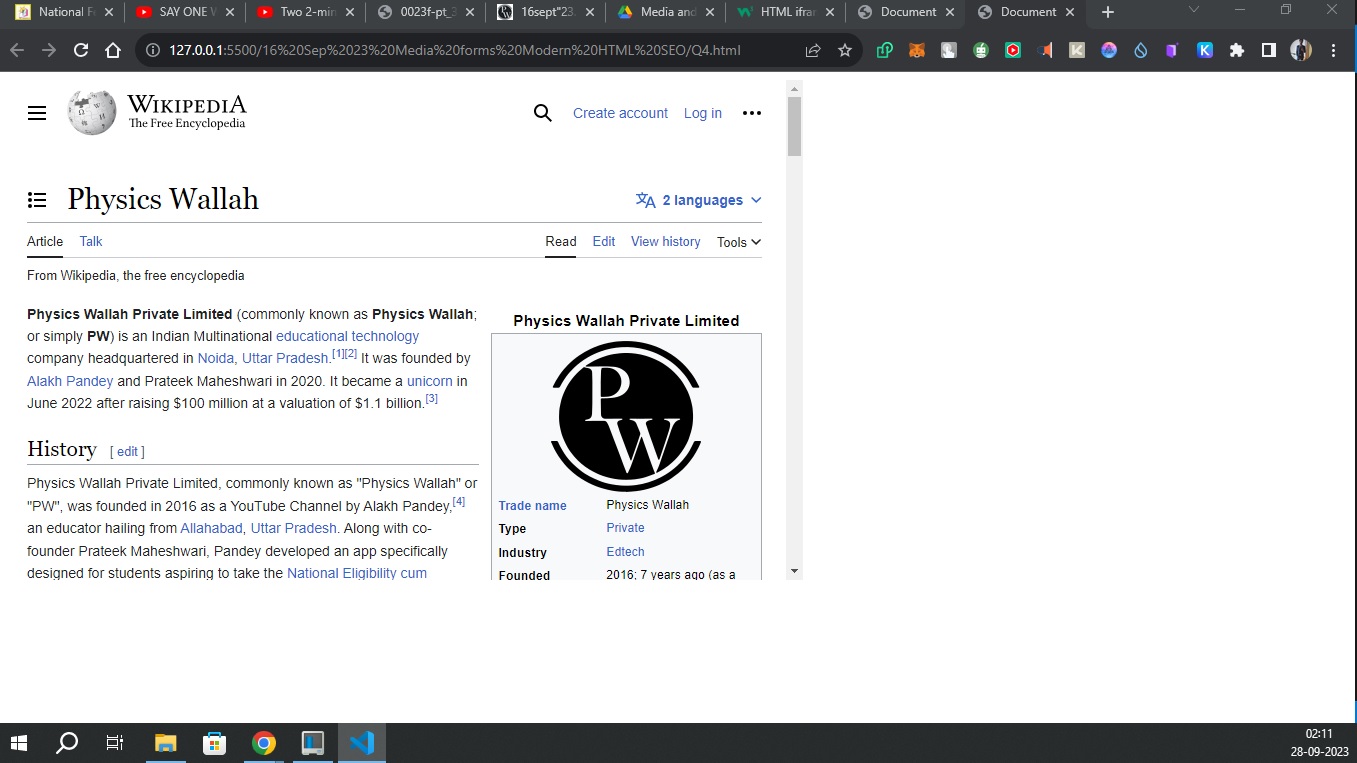 National F
SAY ONE W
Two 2-min
0023f-pt_3
16sept"23
Media and
HTML ifra
Document
Document
127.0.0.1:5500/16%20Sep%2023%20Media%20forms%20Modern%20HTML%20SEO/Q4.html
WIKIPEDIA
The Free Encyclopedia
Create account
Log in
Physics Wallah
2 languages
Article Talk
Read Edit View history Tools
From Wikipedia, the free encyclopedia
Physics Wallah Private Limited (commonly known as Physics Wallah;
or simply PW) is an Indian Multinational educational technology
company headquartered in Noida, Uttar Pradesh.[1][2] It was founded by
Alakh Pandey and Prateek Maheshwari in 2020. It became a unicorn in
June 2022 after raising $100 million at a valuation of $1.1 billion.[3]
History [ edit ]
Physics Wallah Private Limited, commonly known as "Physics Wallah" or
"PW", was founded in 2016 as a YouTube Channel by Alakh Pandey,[4]
an educator hailing from Allahabad, Uttar Pradesh. Along with co-
founder Prateek Maheshwari, Pandey developed an app specifically
designed for students aspiring to take the National Eligibility cum
Physics Wallah Private Limited
P
W
Trade name Physics Wallah
Type Private
Industry Edtech
Founded 2016; 7 years ago (as a
02:11
28-09-2023